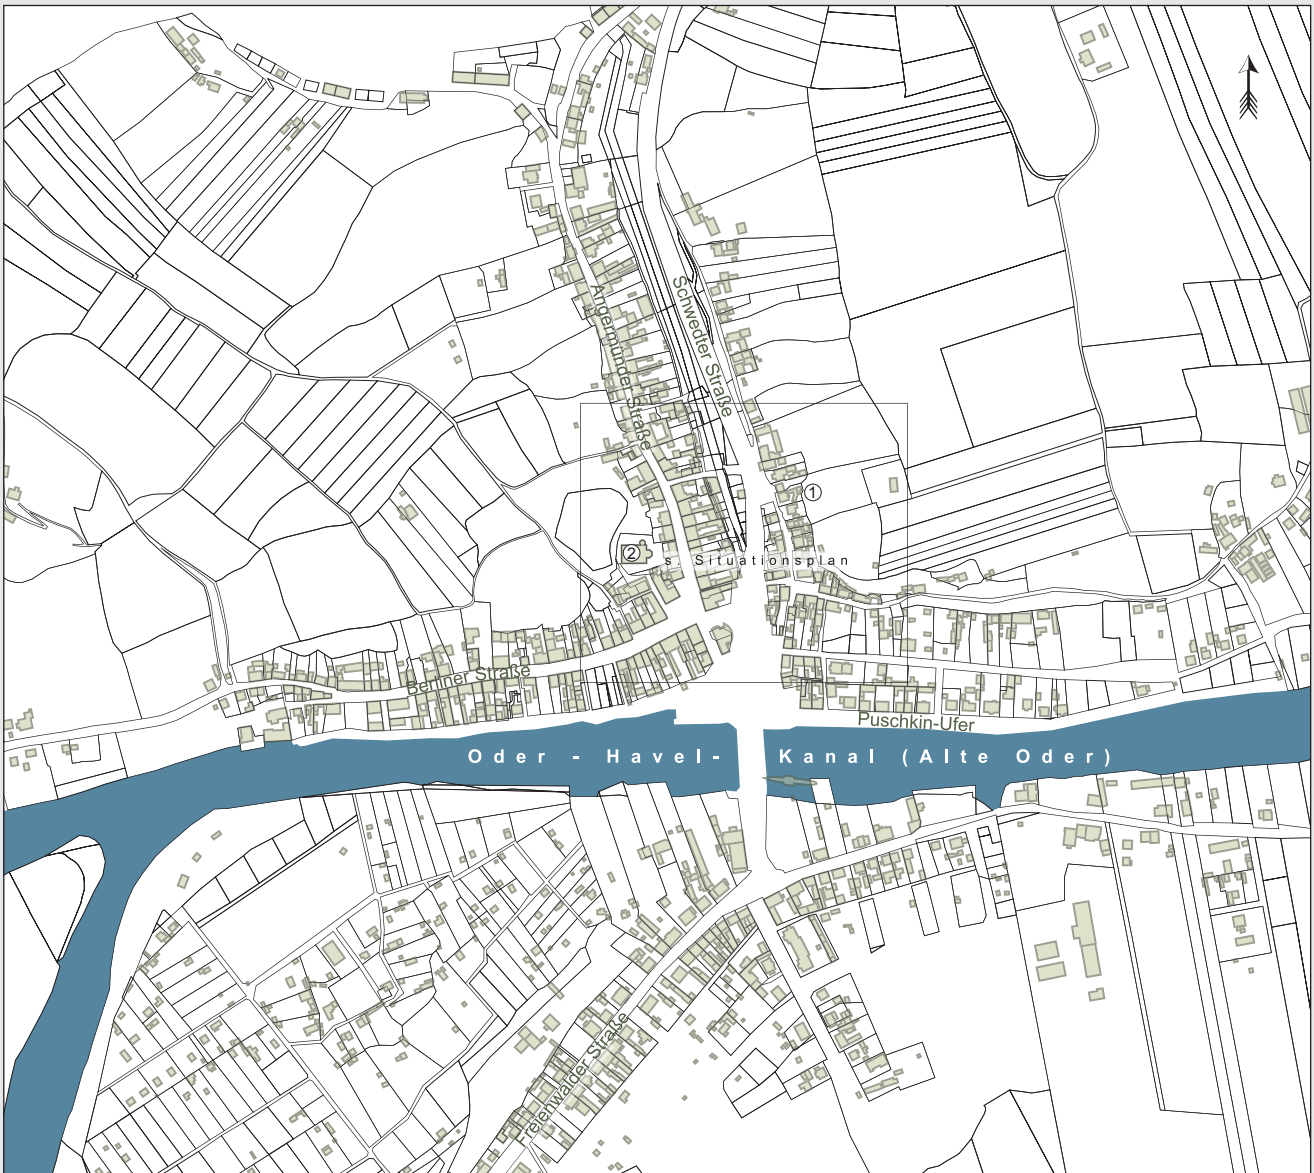 Angermünder Straße
Schwedter Straße
1
2
s. Situationsplan
Berliner Straße
Puschkin-Ufer
Oder - Havel- Kanal (Alte Oder)
Freienwalder Straße